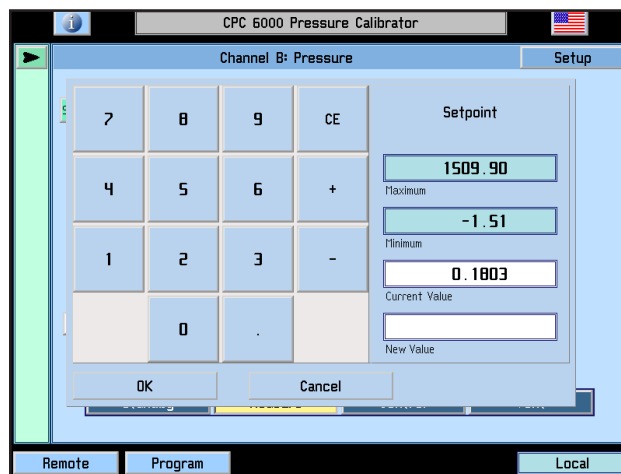 i CPC 6000 Pressure Calibrator
Channel B: Pressure Setup
7 8 9 CE
Setpoint
1509.90
Maximum
4 5 6 +
-1.51
Minimum
1 2 3 -
0.1803
Current Value
0 .
New Value
OK Cancel
Remote Program Local